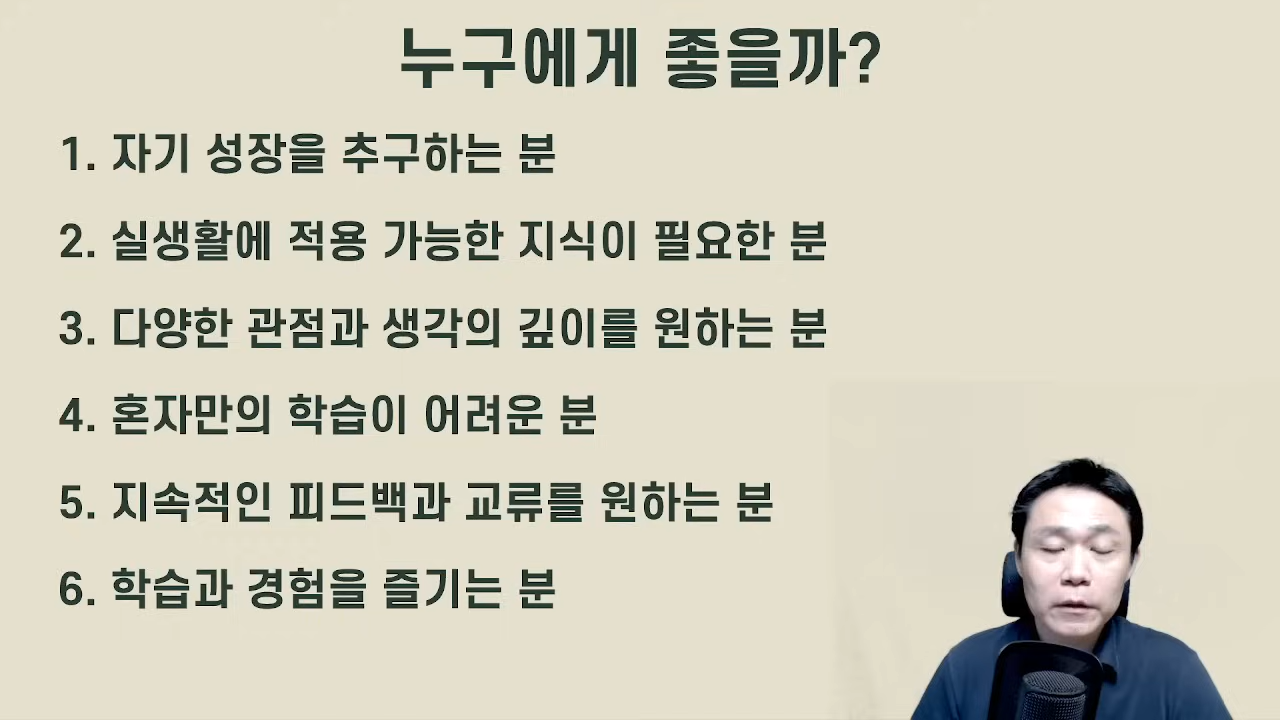 누구에게 좋을까?
1. 자기 성장을 추구하는 분
2. 실생활에 적용 가능한 지식이 필요한 분
3. 다양한 관점과 생각의 깊이를 원하는 분
4. 혼자만의 학습이 어려운 분
5. 지속적인 피드백과 교류를 원하는 분
6. 학습과 경험을 즐기는 분